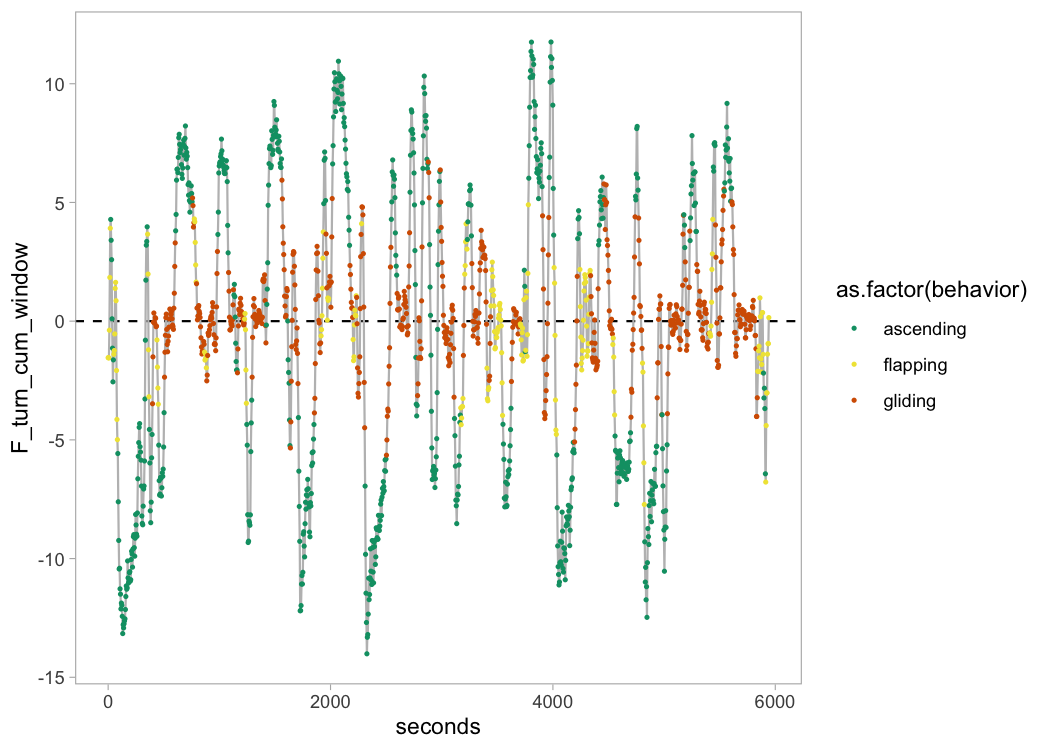 F_turn_cum_window
10
5
0
-5
-10
-15
0 2000 4000 6000
seconds
as.factor(behavior)
ascending
flapping
gliding